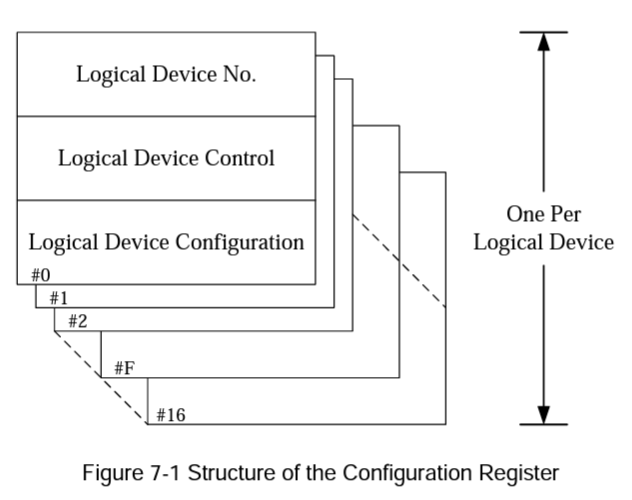 Logical Device No.
Logical Device Control
Logical Device Configuration
#0
#1
#2
#F
#16
One Per
Logical Device
Figure 7-1 Structure of the Configuration Register